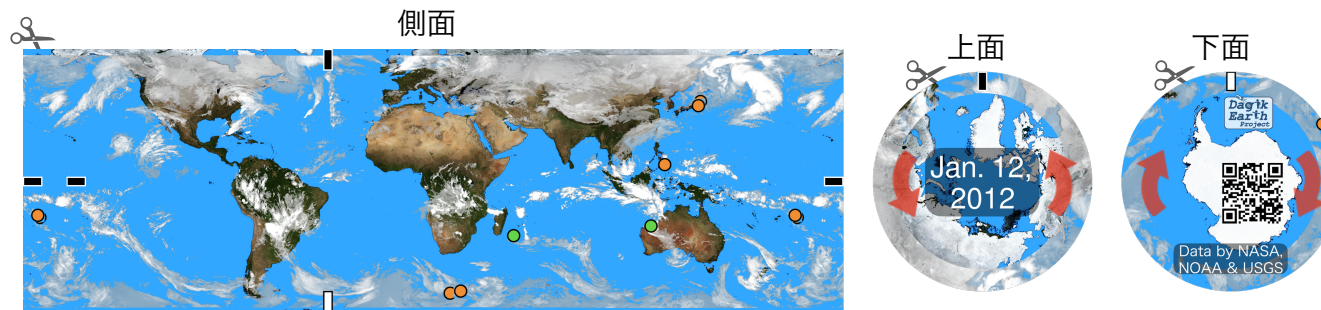 側面
上面
下面
Jan. 12,
2012
Dagik
Earth
Project
Data by NASA,
NOAA & USGS